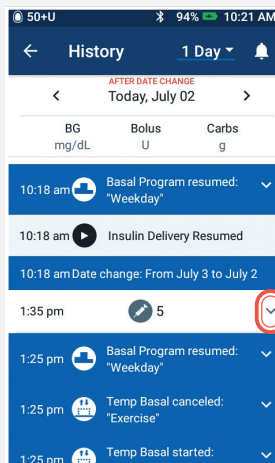 50+U 94% 10:21 AM
History 1 Day
AFTER DATE CHANGE
Today, July 02
BG Bolus Carbs
mg/dL U g
10:18 am Basal Program resumed:
"Weekday"
10:18 am Insulin Delivery Resumed
10:18 am Date change: From July 3 to July 2
1:35 pm 5
1:25 pm Basal Program resumed:
"Weekday"
1:25 pm Temp Basal canceled:
"Exercise"
1:25 pm Temp Basal started: